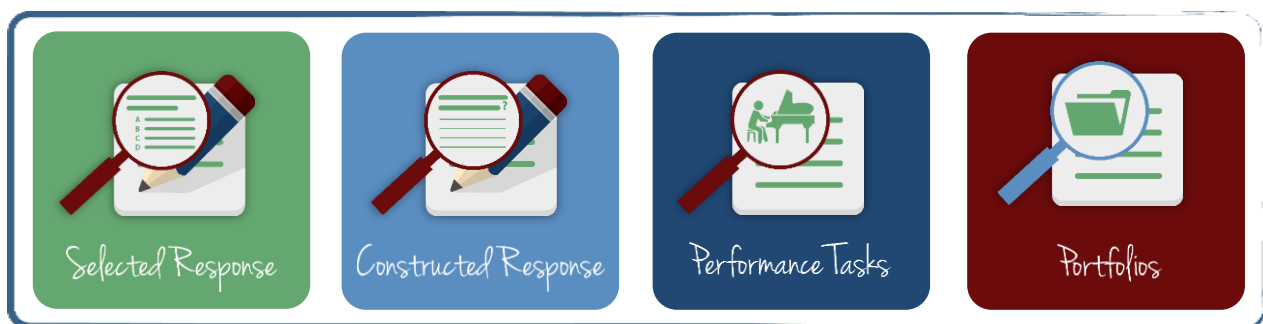 A
B
C
D
?
Selected Response
Constructed Response
Performance Tasks
Portfolios